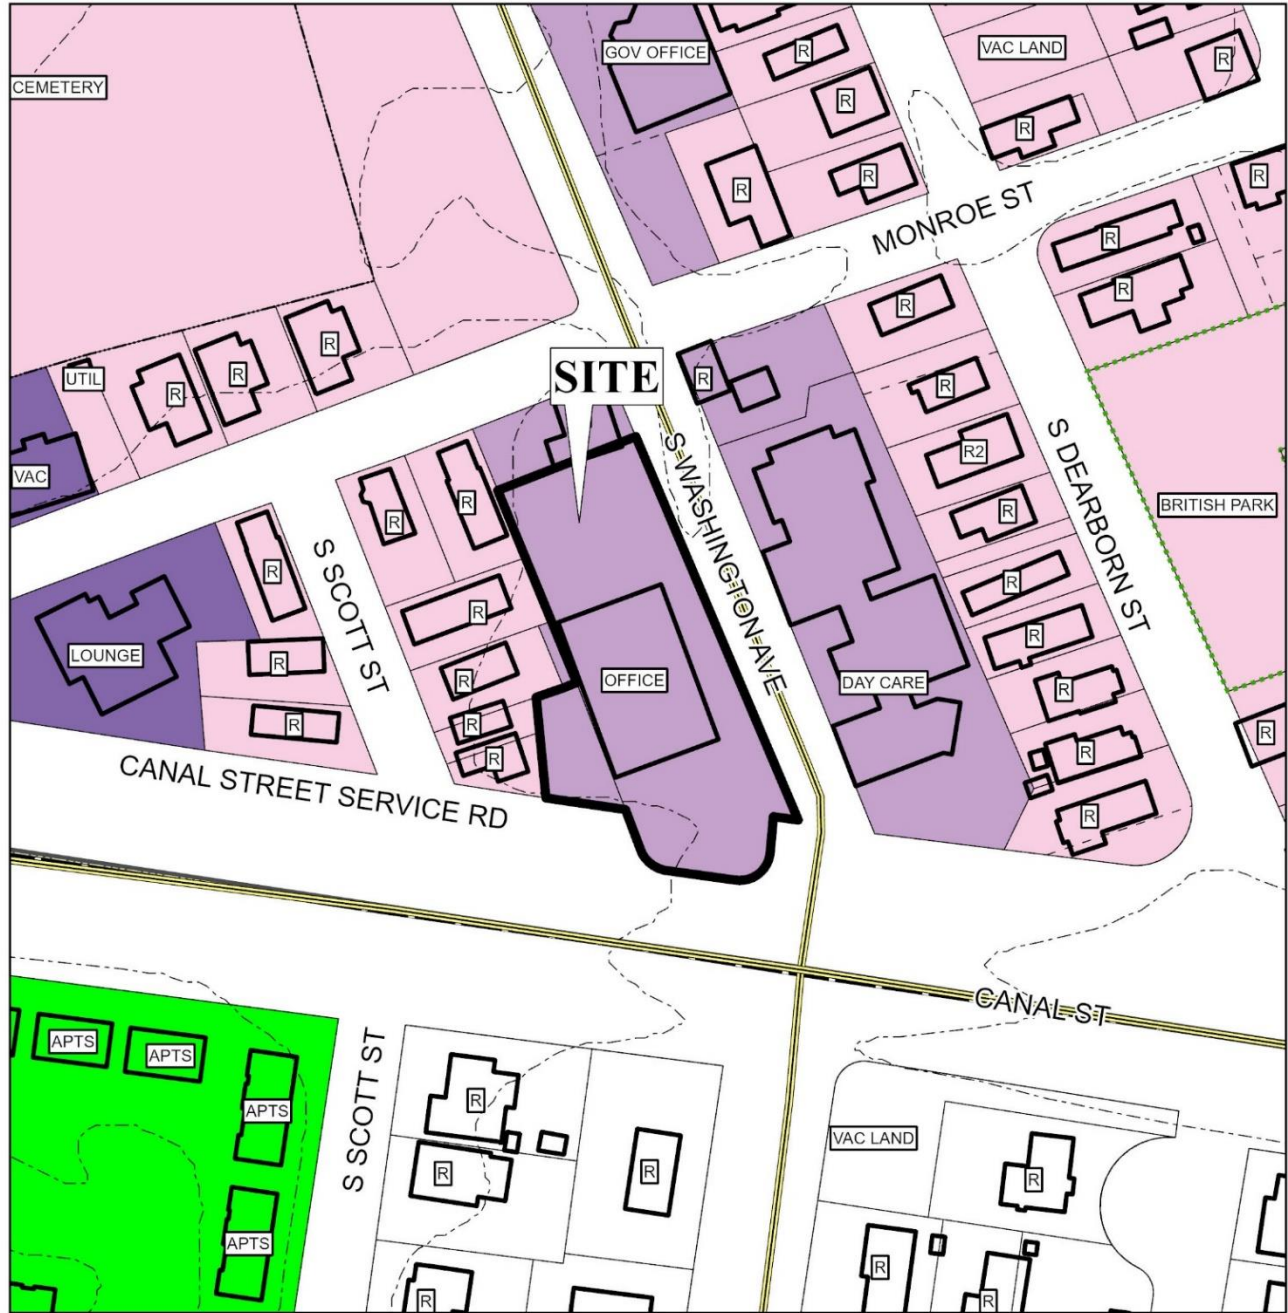 GOV OFFICE
R
VAC LAND
R
CEMETERY
R
R
R
R
R
R
MONROE ST
R
R
R
R
R
UTIL
R
R
SITE
R
R
VAC
R
R
S WASHINGTON AVE
R2
S DEARBORN ST
R
BRITISH PARK
R
S SCOTT ST
R
R
R
LOUNGE
R
R
OFFICE
DAY CARE
R
R
R
R
R
R
R
CANAL STREET SERVICE RD
R
CANAL ST
APTS
APTS
S SCOTT ST
R
APTS
VAC LAND
R
R
R
APTS
R
R
R